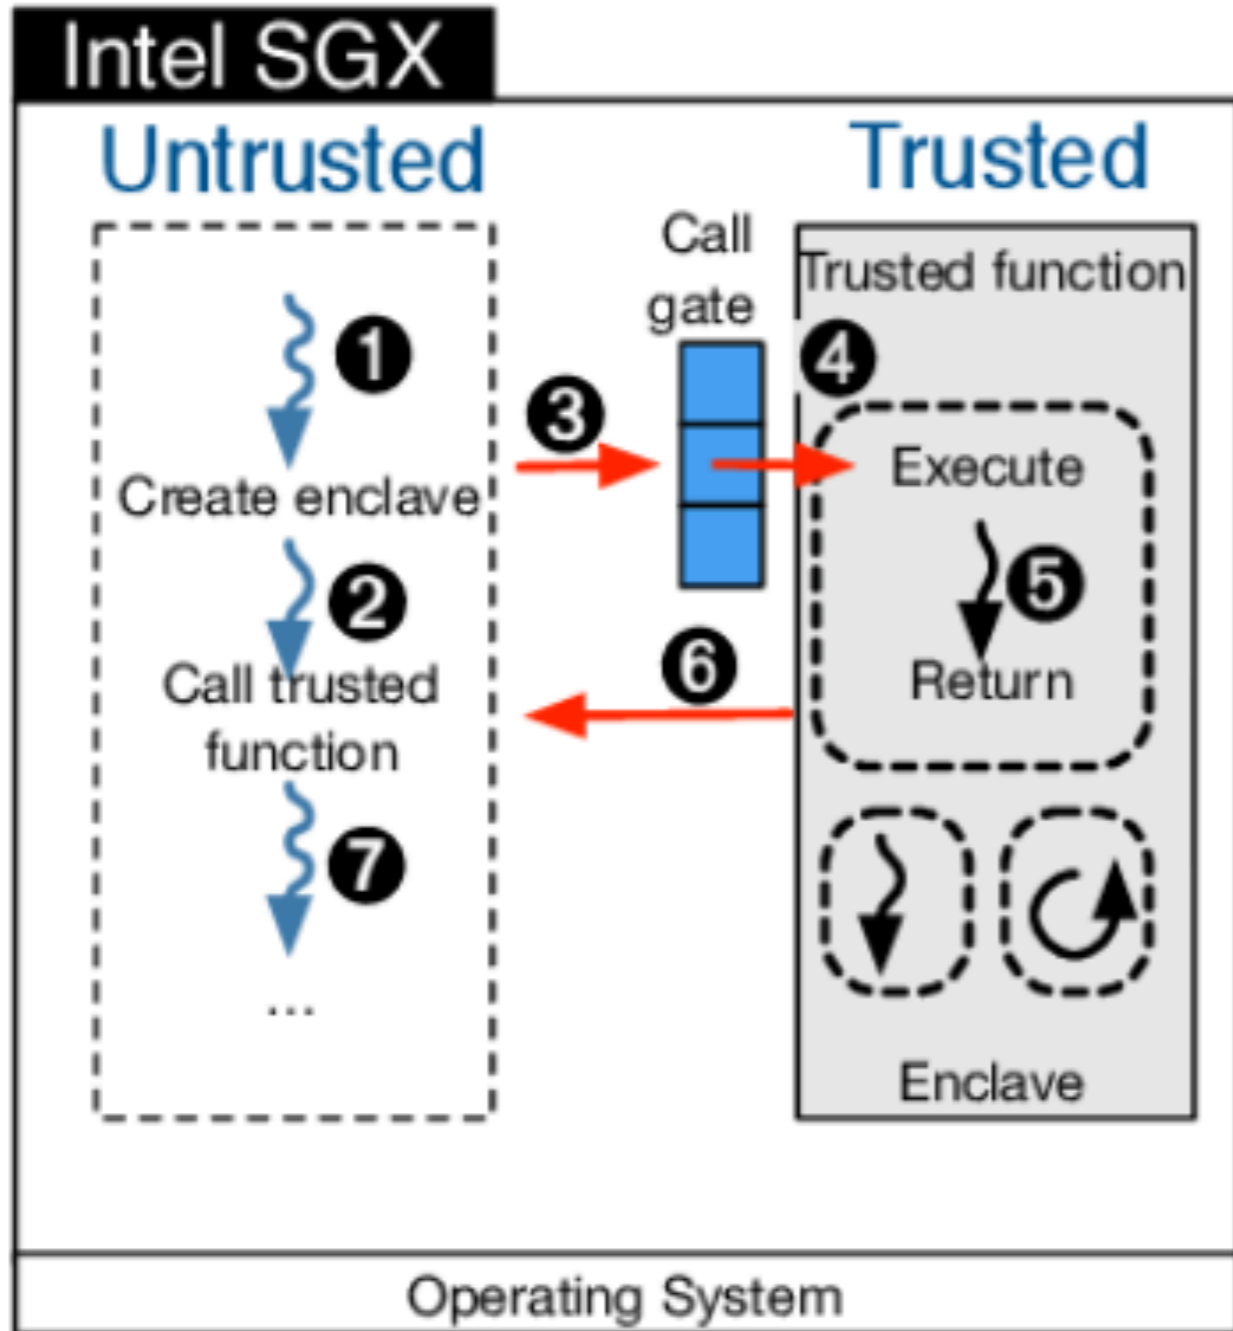 Intel SGX
Untrusted
Trusted
Call
gate
Trusted function
1
4
3
Execute
Create enclave
2
5
6
Call trusted
function
Return
7
...
Enclave
Operating System